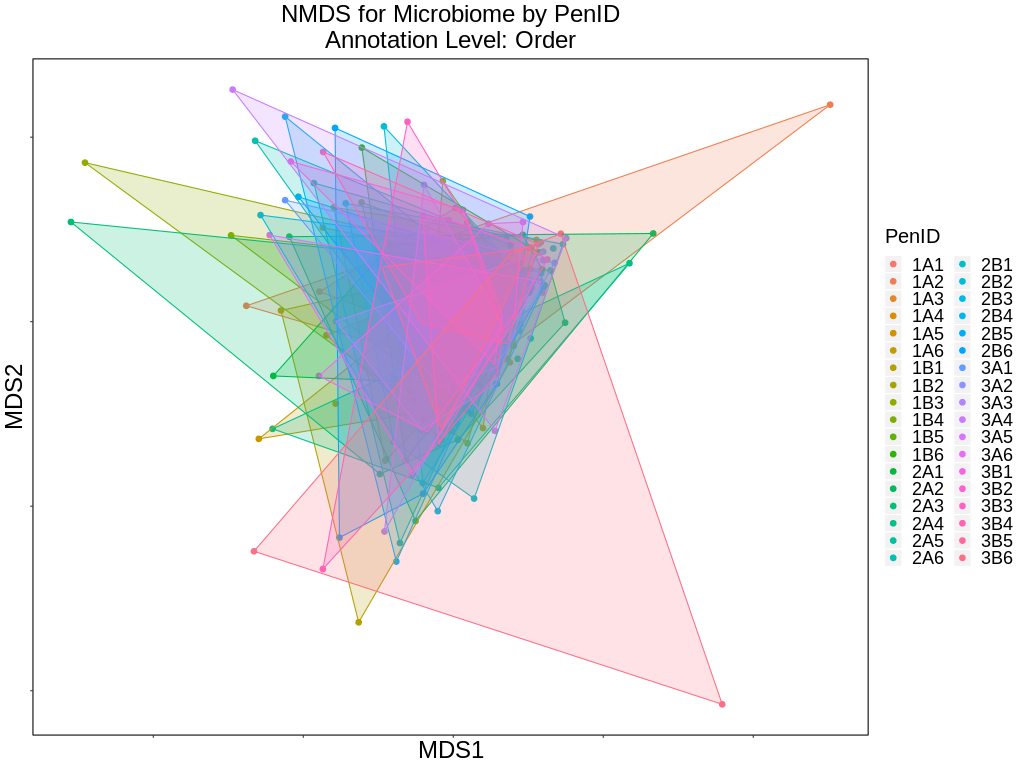 NMDS for Microbiome by PenID
Annotation Level: Order
MDS2
MDS1
PenID
1A1
1A2
1A3
1A4
1A5
1A6
1B1
1B2
1B3
1B4
1B5
1B6
2A1
2A2
2A3
2A4
2A5
2A6
2B1
2B2
2B3
2B4
2B5
2B6
3A1
3A2
3A3
3A4
3A5
3A6
3B1
3B2
3B3
3B4
3B5
3B6